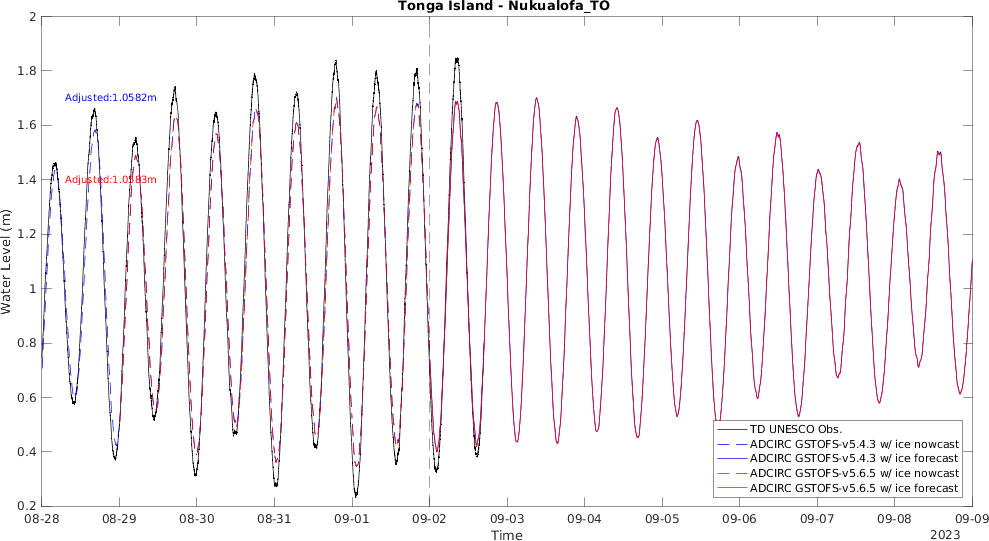 Tonga Island - Nukualofa_TO
2
1.8
1.6
1.4
1.2
1
0.8
0.6
0.4
0.2
Water Level (m)
Adjusted:1.0582m
Adjusted:1.0583m
TD UNESCO Obs.
ADCIRC GSTOFS-v5.4.3 w/ ice nowcast
ADCIRC GSTOFS-v5.4.3 w/ ice forecast
ADCIRC GSTOFS-v5.6.5 w/ ice nowcast
ADCIRC GSTOFS-v5.6.5 w/ ice forecast
08-28 08-29 08-30 08-31 09-01 09-02 09-03 09-04 09-05 09-06 09-07 09-08 09-09
Time
2023